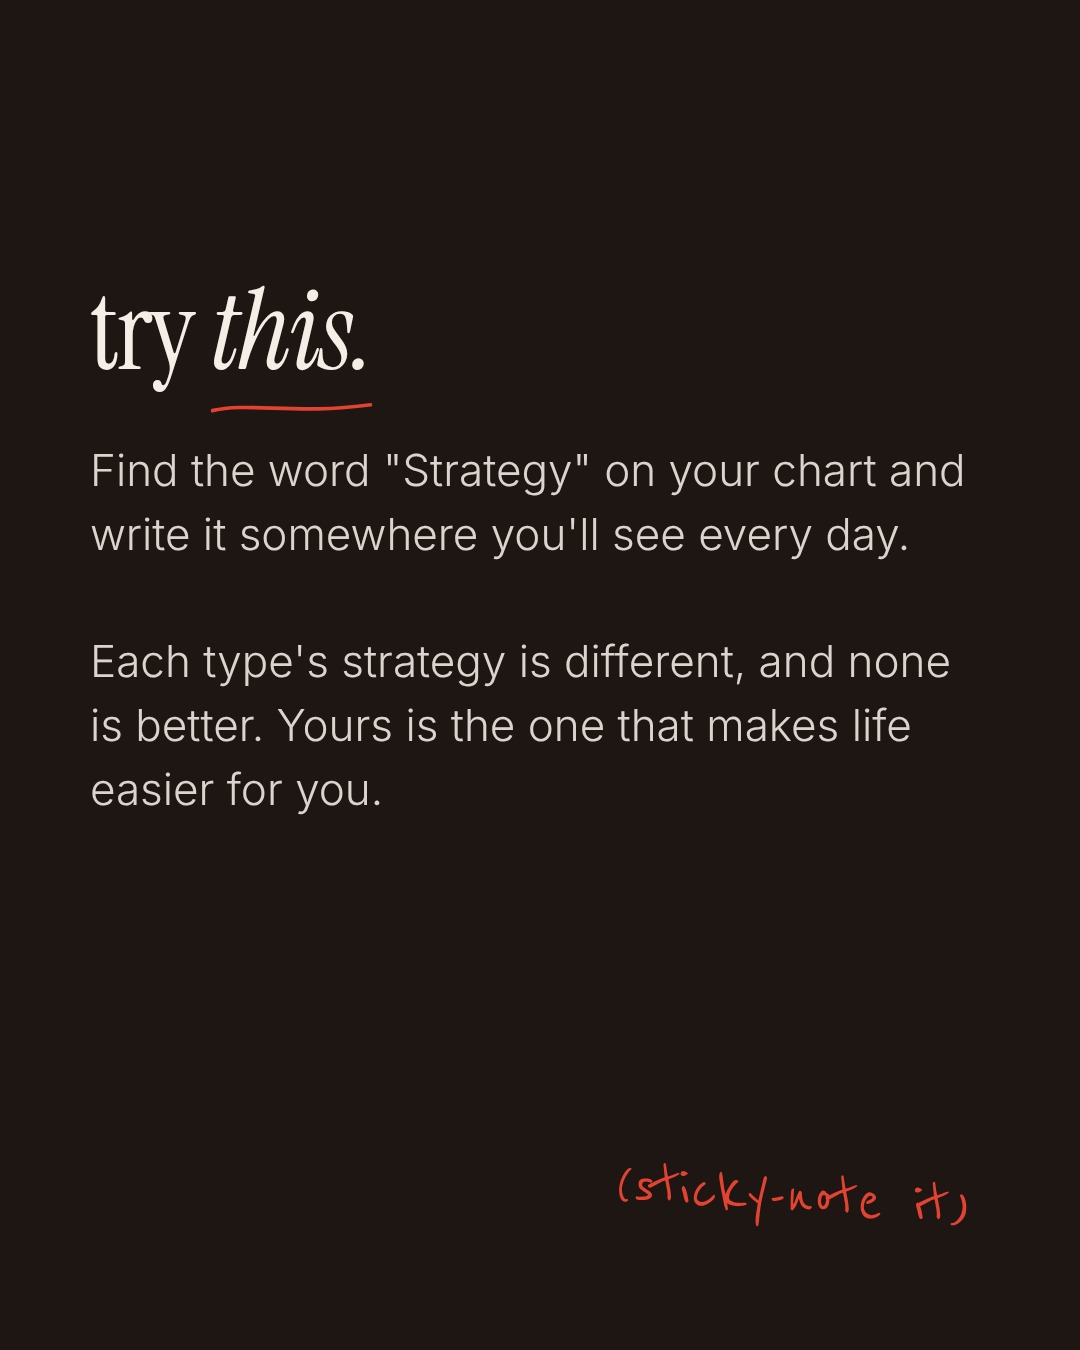 try this.
Find the word "Strategy" on your chart and
write it somewhere you'll see every day.
Each type's strategy is different, and none
is better. Yours is the one that makes life
easier for you.
(sticky-note it)